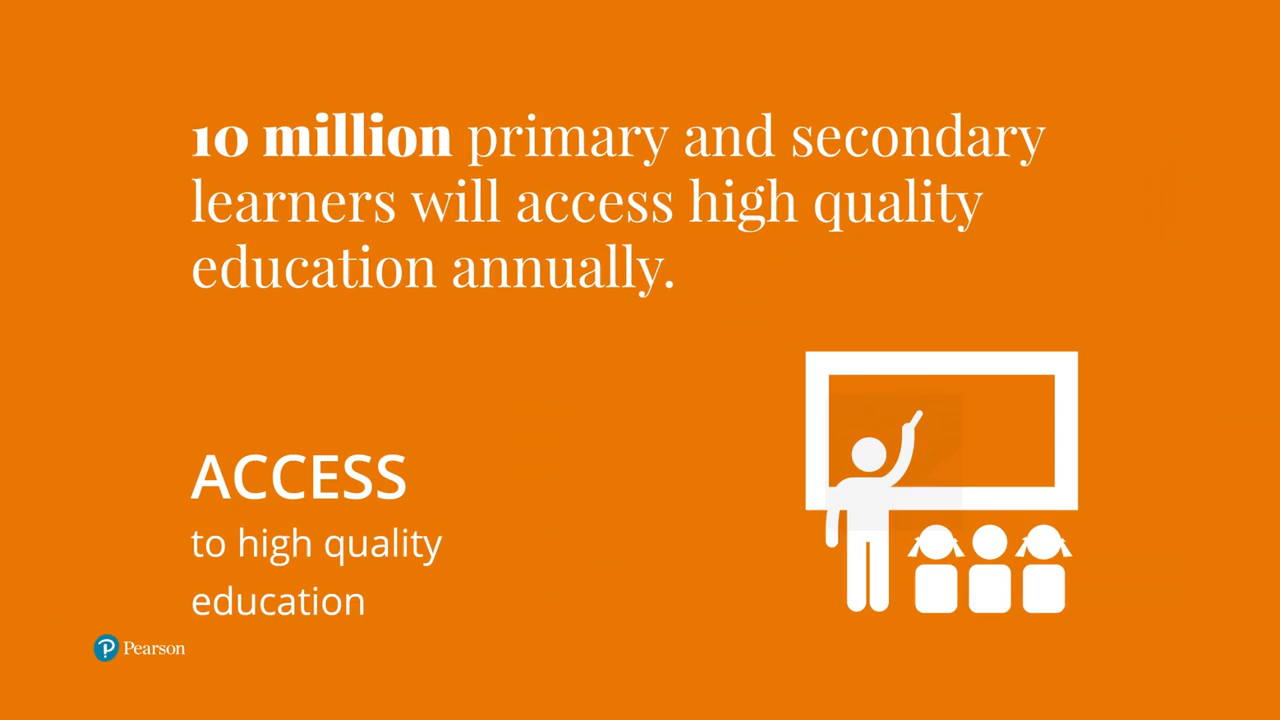 10 million primary and secondary
learners will access high quality
education annually.
ACCESS
to high quality
education
Pearson